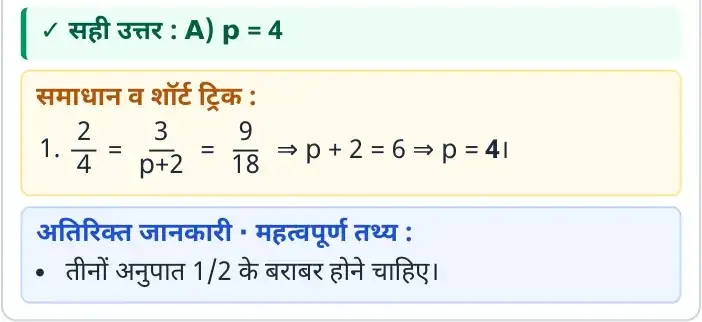 ✓ सही उत्तर : A) p = 4
समाधान व शॉर्ट ट्रिक :
1. 2/4 = 3/p+2 = 9/18 ⇒ p + 2 = 6 ⇒ p = 4।
अतिरिक्त जानकारी · महत्वपूर्ण तथ्य :
• तीनों अनुपात 1/2 के बराबर होने चाहिए।